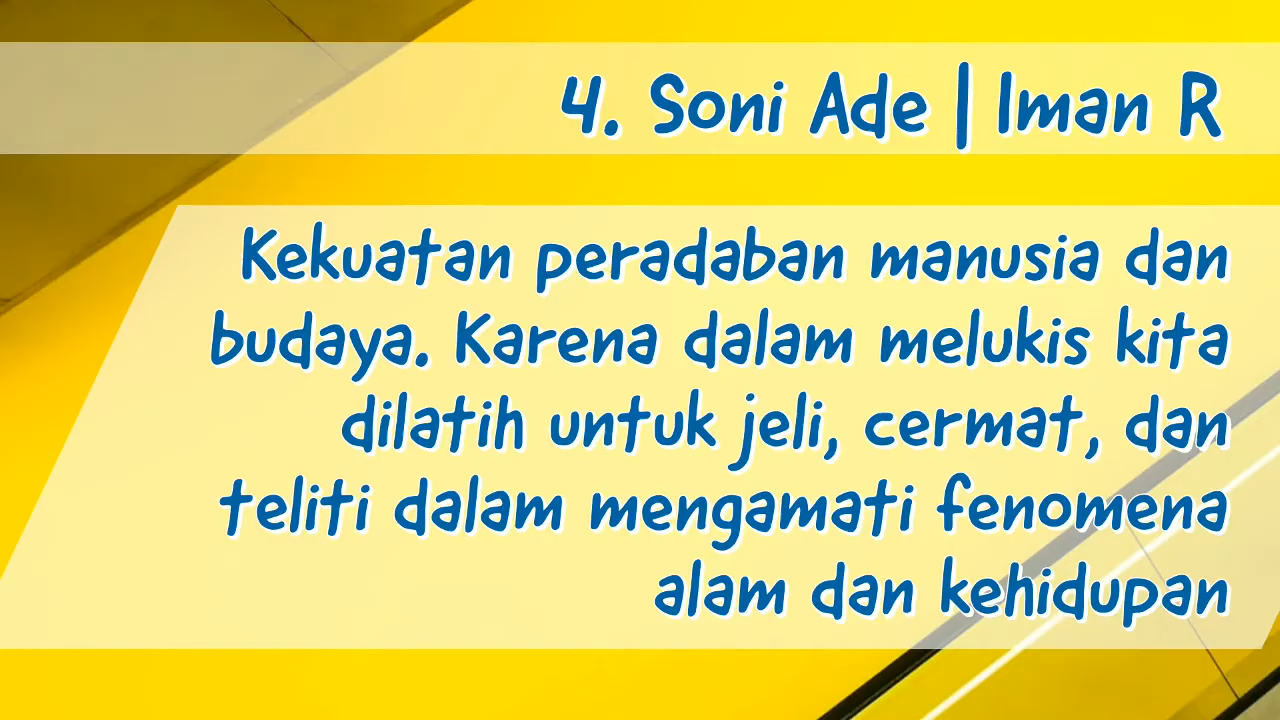 4. Soni Ade | Iman R
Kekuatan peradaban manusia dan
budaya. Karena dalam melukis kita
dilatih untuk jeli, cermat, dan
teliti dalam mengamati fenomena
alam dan kehidupan